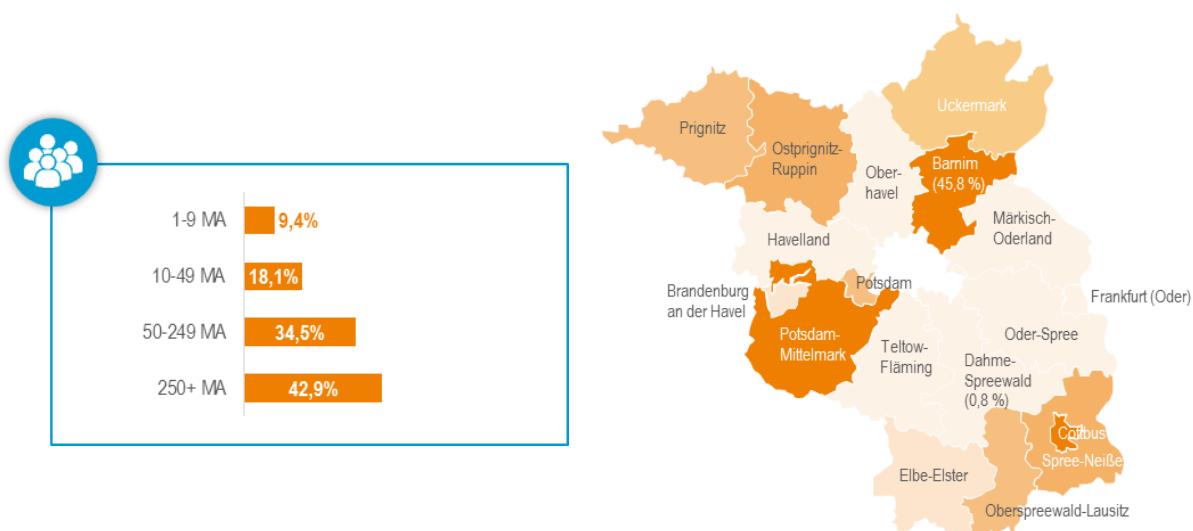 1-9 MA
9,4%
10-49 MA
18,1%
50-249 MA
34,5%
250+ MA
42,9%
Uckermark
Prignitz
Ostprignitz-
Ruppin
Ober-
havel
Barnim
(45,8 %)
Märkisch-
Oderland
Havelland
Brandenburg
an der Havel
Potsdam
Frankfurt (Oder)
Potsdam-
Mittelmark
Teltow-
Fläming
Oder-Spree
Dahme-
Spreewald
(0,8 %)
Cottbus
Spree-Neiße
Elbe-Elster
Oberspreewald-Lausitz